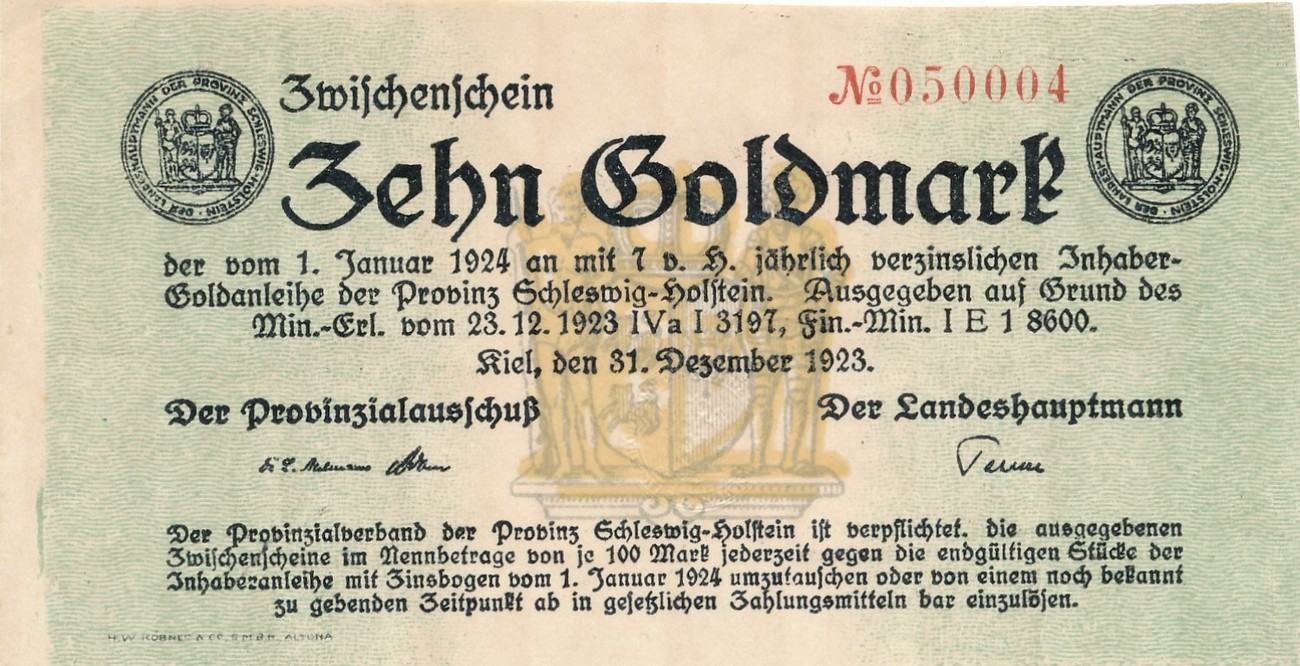 Zwischenschein
№050004
Zehn Goldmark
der vom 1. Januar 1924 an mit 7 v. H. jährlich verzinslichen Inhaber-
Goldanleihe der Provinz Schleswig-Holstein. Ausgegeben auf Grund des
Min.-Erl. vom 23. 12. 1923 IVa I 3197, Fin.-Min. I E 1 8600.
Kiel, den 31. Dezember 1923.
Der Provinzialausschuß
Der Landeshauptmann
Der Provinzialverband der Provinz Schleswig-Holstein ist verpflichtet. die ausgegebenen
Zwischenscheine im Nennbetrage von je 100 Mark jederzeit gegen die endgültigen Stücke der
Inhaberanleihe mit Zinsbogen vom 1. Januar 1924 umzutauschen oder von einem noch bekannt
zu gebenden Zeitpunkt ab in gesetzlichen Zahlungsmitteln bar einzulösen.
H.W. KÖBNER & CO, G.M.B.H. ALTONA
DER LANDESHAUPTMANN DER PROVINZ SCHLESWIG-HOLSTEIN
DER LANDESHAUPTMANN DER PROVINZ SCHLESWIG-HOLSTEIN